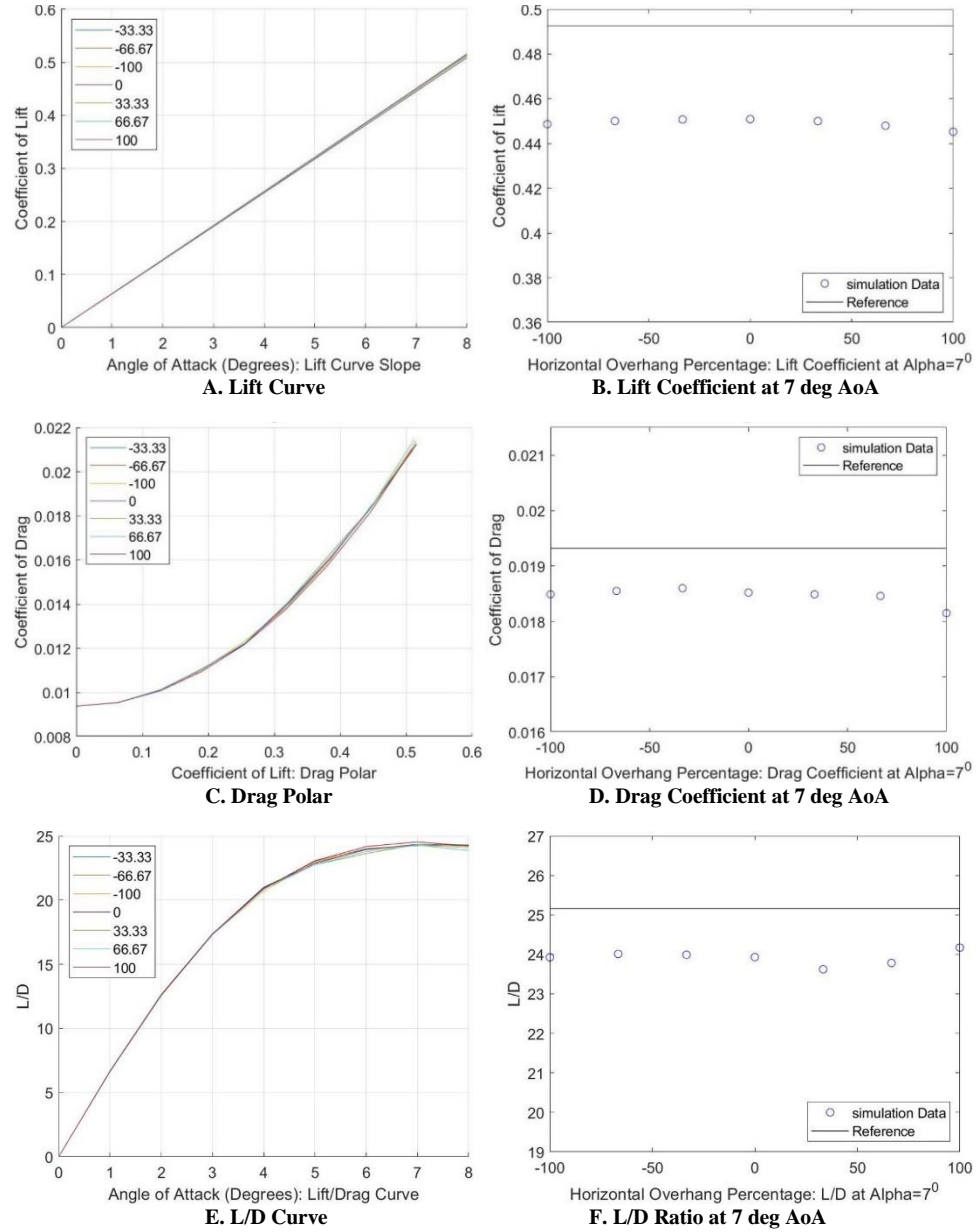 0.6
0.5
0.4
0.3
0.2
0.1
0
Coefficient of Lift
-33.33
-66.67
-100
0
33.33
66.67
100
0 1 2 3 4 5 6 7 8
Angle of Attack (Degrees): Lift Curve Slope
A. Lift Curve
0.5
0.48
0.46
0.44
0.42
0.4
0.38
0.36
Coefficient of Lift
simulation Data
Reference
-100 -50 0 50 100
Horizontal Overhang Percentage: Lift Coefficient at Alpha=7⁰
B. Lift Coefficient at 7 deg AoA
0.022
0.02
0.018
0.016
0.014
0.012
0.01
0.008
Coefficient of Drag
-33.33
-66.67
-100
0
33.33
66.67
100
0 0.1 0.2 0.3 0.4 0.5 0.6
Coefficient of Lift: Drag Polar
C. Drag Polar
0.021
0.02
0.019
0.018
0.017
0.016
Coefficient of Drag
simulation Data
Reference
-100 -50 0 50 100
Horizontal Overhang Percentage: Drag Coefficient at Alpha=7⁰
D. Drag Coefficient at 7 deg AoA
25
20
15
10
5
0
L/D
-33.33
-66.67
-100
0
33.33
66.67
100
0 1 2 3 4 5 6 7 8
Angle of Attack (Degrees): Lift/Drag Curve
E. L/D Curve
27
26
25
24
23
22
21
20
19
L/D
simulation Data
Reference
-100 -50 0 50 100
Horizontal Overhang Percentage: L/D at Alpha=7⁰
F. L/D Ratio at 7 deg AoA